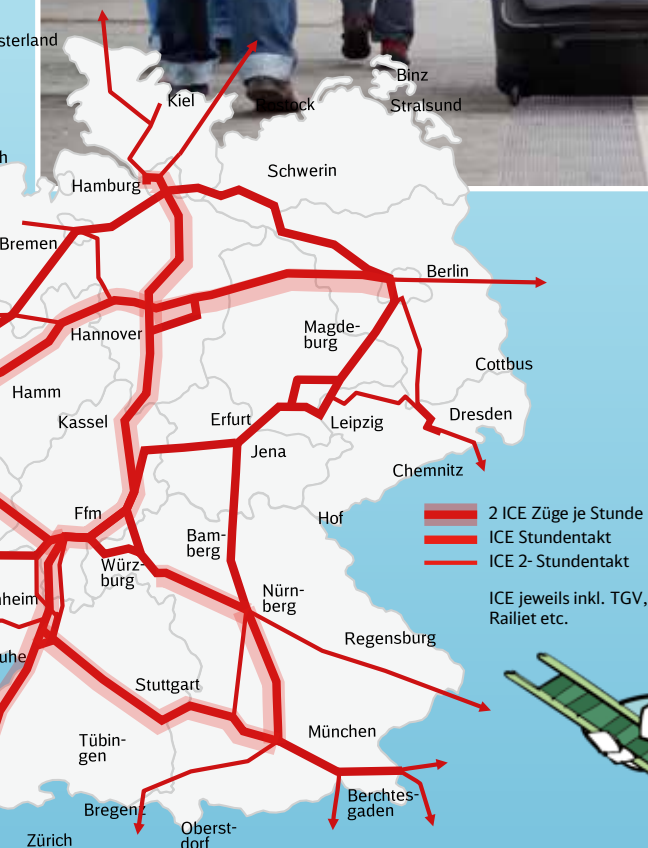 sterland
Binz
Kiel
Rostock
Stralsund
h
Schwerin
Hamburg
Bremen
Berlin
Hannover
Magde-
burg
Cottbus
Hamm
Kassel
Erfurt
Leipzig
Dresden
Jena
Chemnitz
Ffm
Hof
2 ICE Züge je Stunde
ICE Stundentakt
ICE 2- Stundentakt
Bam-
berg
Würz-
burg
Nürn-
berg
nheim
ICE jeweils inkl. TGV,
Railjet etc.
Regensburg
uhe
Stuttgart
München
Tübin-
gen
Berchtes-
gaden
Bregenz
Oberst-
dorf
Zürich